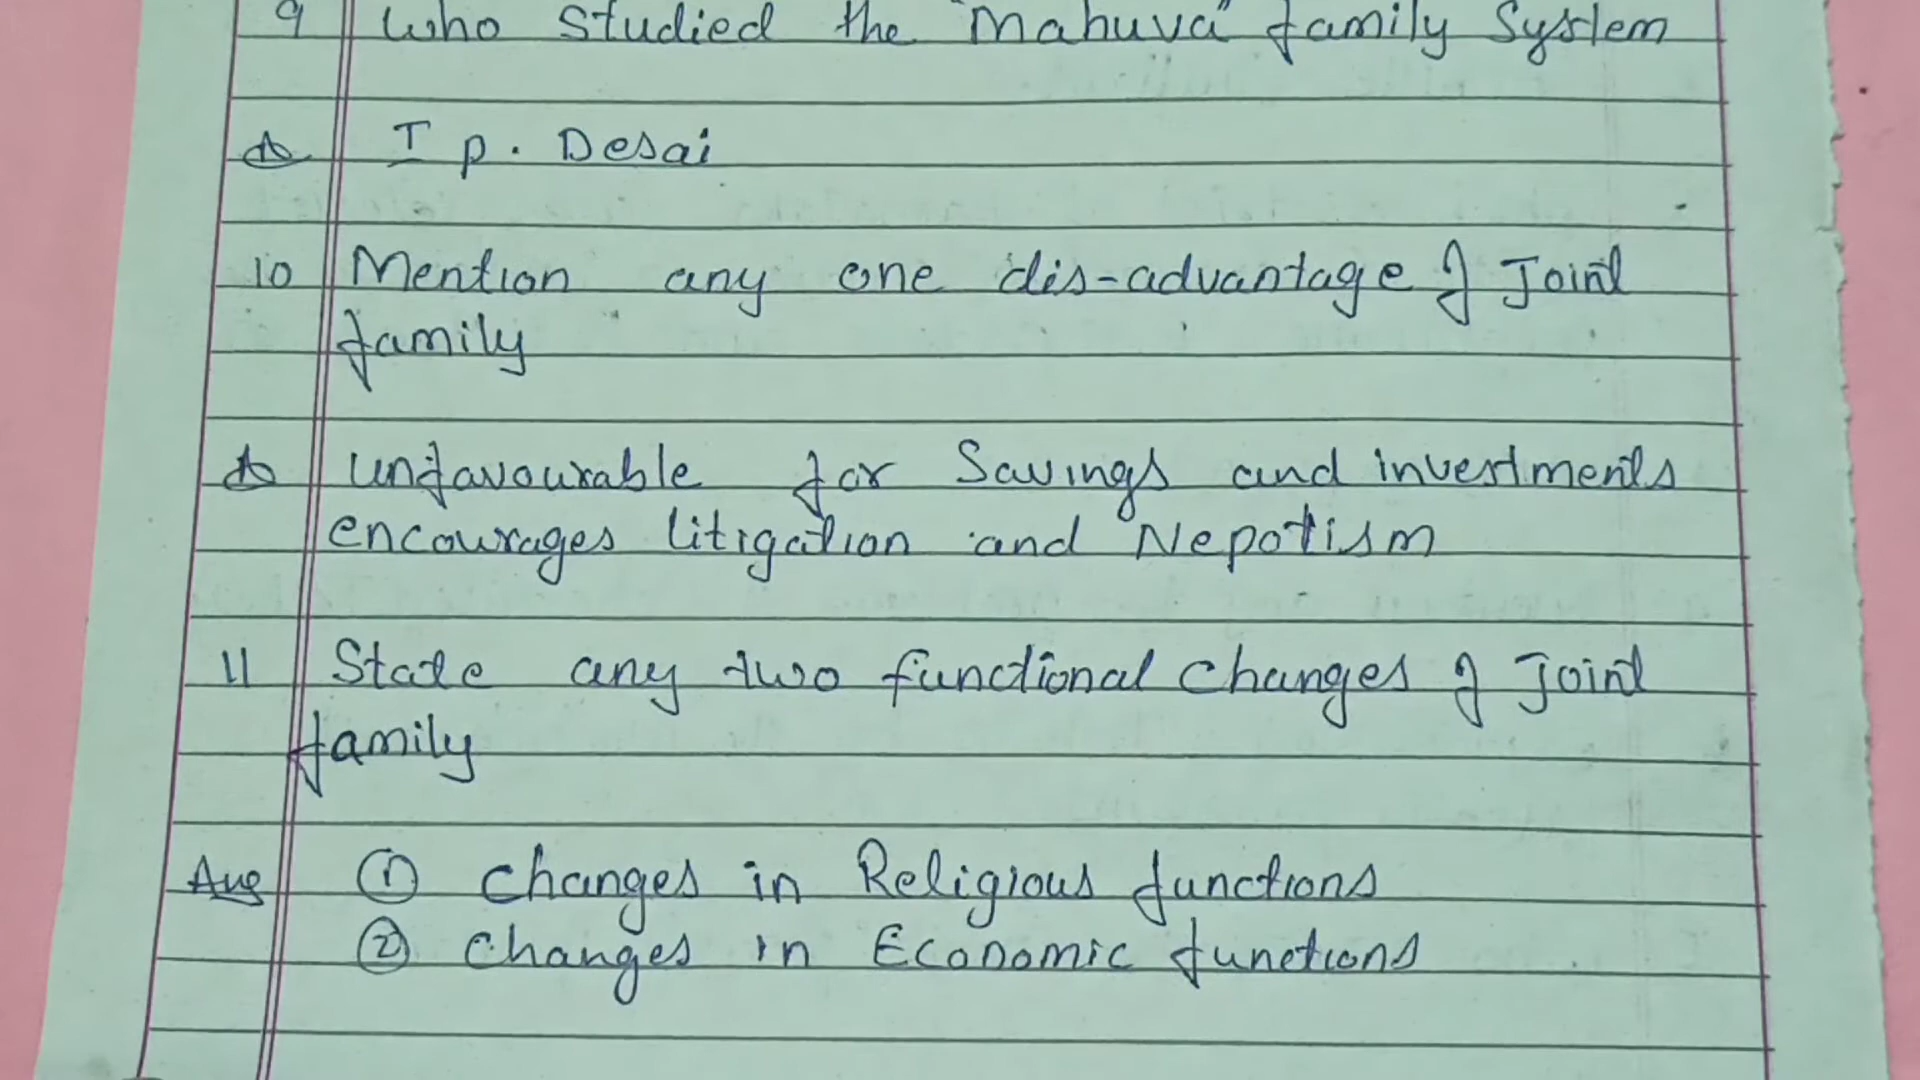 9 Who studied the "Mahuva" family System
A I p. Desai
10 Mention any one dis-advantage of Joint
family
A unfavourable for Savings and investments
encourages litigation and Nepotism
11 State any two functional changes of Joint
family
Ans ① changes in Religious functions
② changes in Economic functions